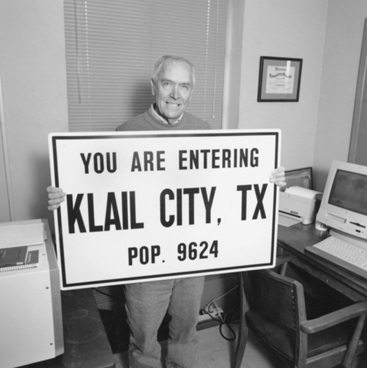 YOU ARE ENTERING
KLAIL CITY, TX
POP. 9624